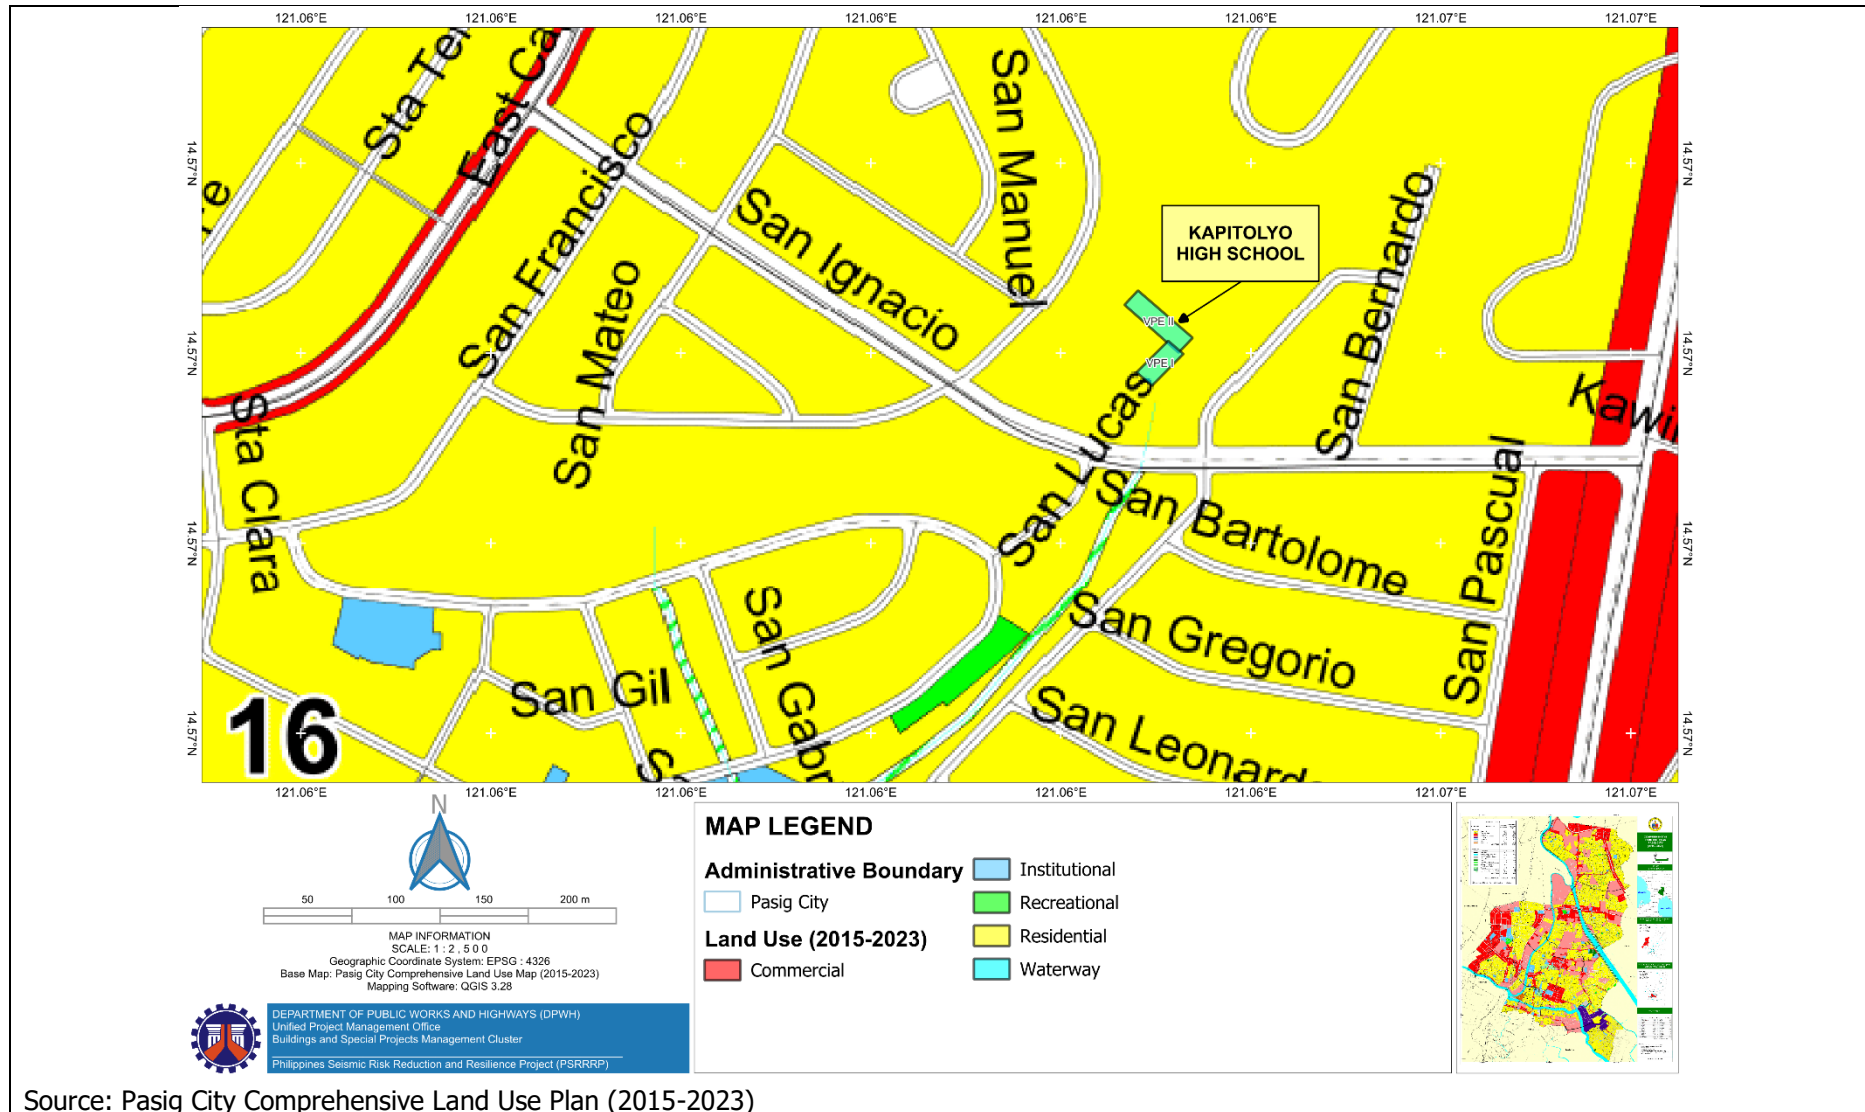 121.06°E 121.06°E 121.06°E 121.06°E 121.06°E 121.06°E 121.07°E 121.07°E
14.57°N
14.57°N
14.57°N
14.57°N
14.57°N
14.57°N
14.57°N
14.57°N
East
San Francisco
San Mateo
San Ignacio
San Manuel
KAPITOLYO
HIGH SCHOOL
VPE II
VPE I
San Bernardo
San Lucas
Sta Clara
San Bartolome
San Pascual
San Gregorio
San Gil
San
San Leonard
16
121.06°E 121.06°E 121.06°E 121.06°E 121.06°E 121.06°E 121.07°E 121.07°E
N
50 100 150 200 m
MAP INFORMATION
SCALE: 1 : 2 , 5 0 0
Geographic Coordinate System: EPSG : 4326
Base Map: Pasig City Comprehensive Land Use Map (2015-2023)
Mapping Software: QGIS 3.28
DEPARTMENT OF PUBLIC WORKS AND HIGHWAYS (DPWH)
Unified Project Management Office
Buildings and Special Projects Management Cluster
Philippines Seismic Risk Reduction and Resilience Project (PSRRRP)
MAP LEGEND
Administrative Boundary
Pasig City
Land Use (2015-2023)
Commercial
Institutional
Recreational
Residential
Waterway
Source: Pasig City Comprehensive Land Use Plan (2015-2023)